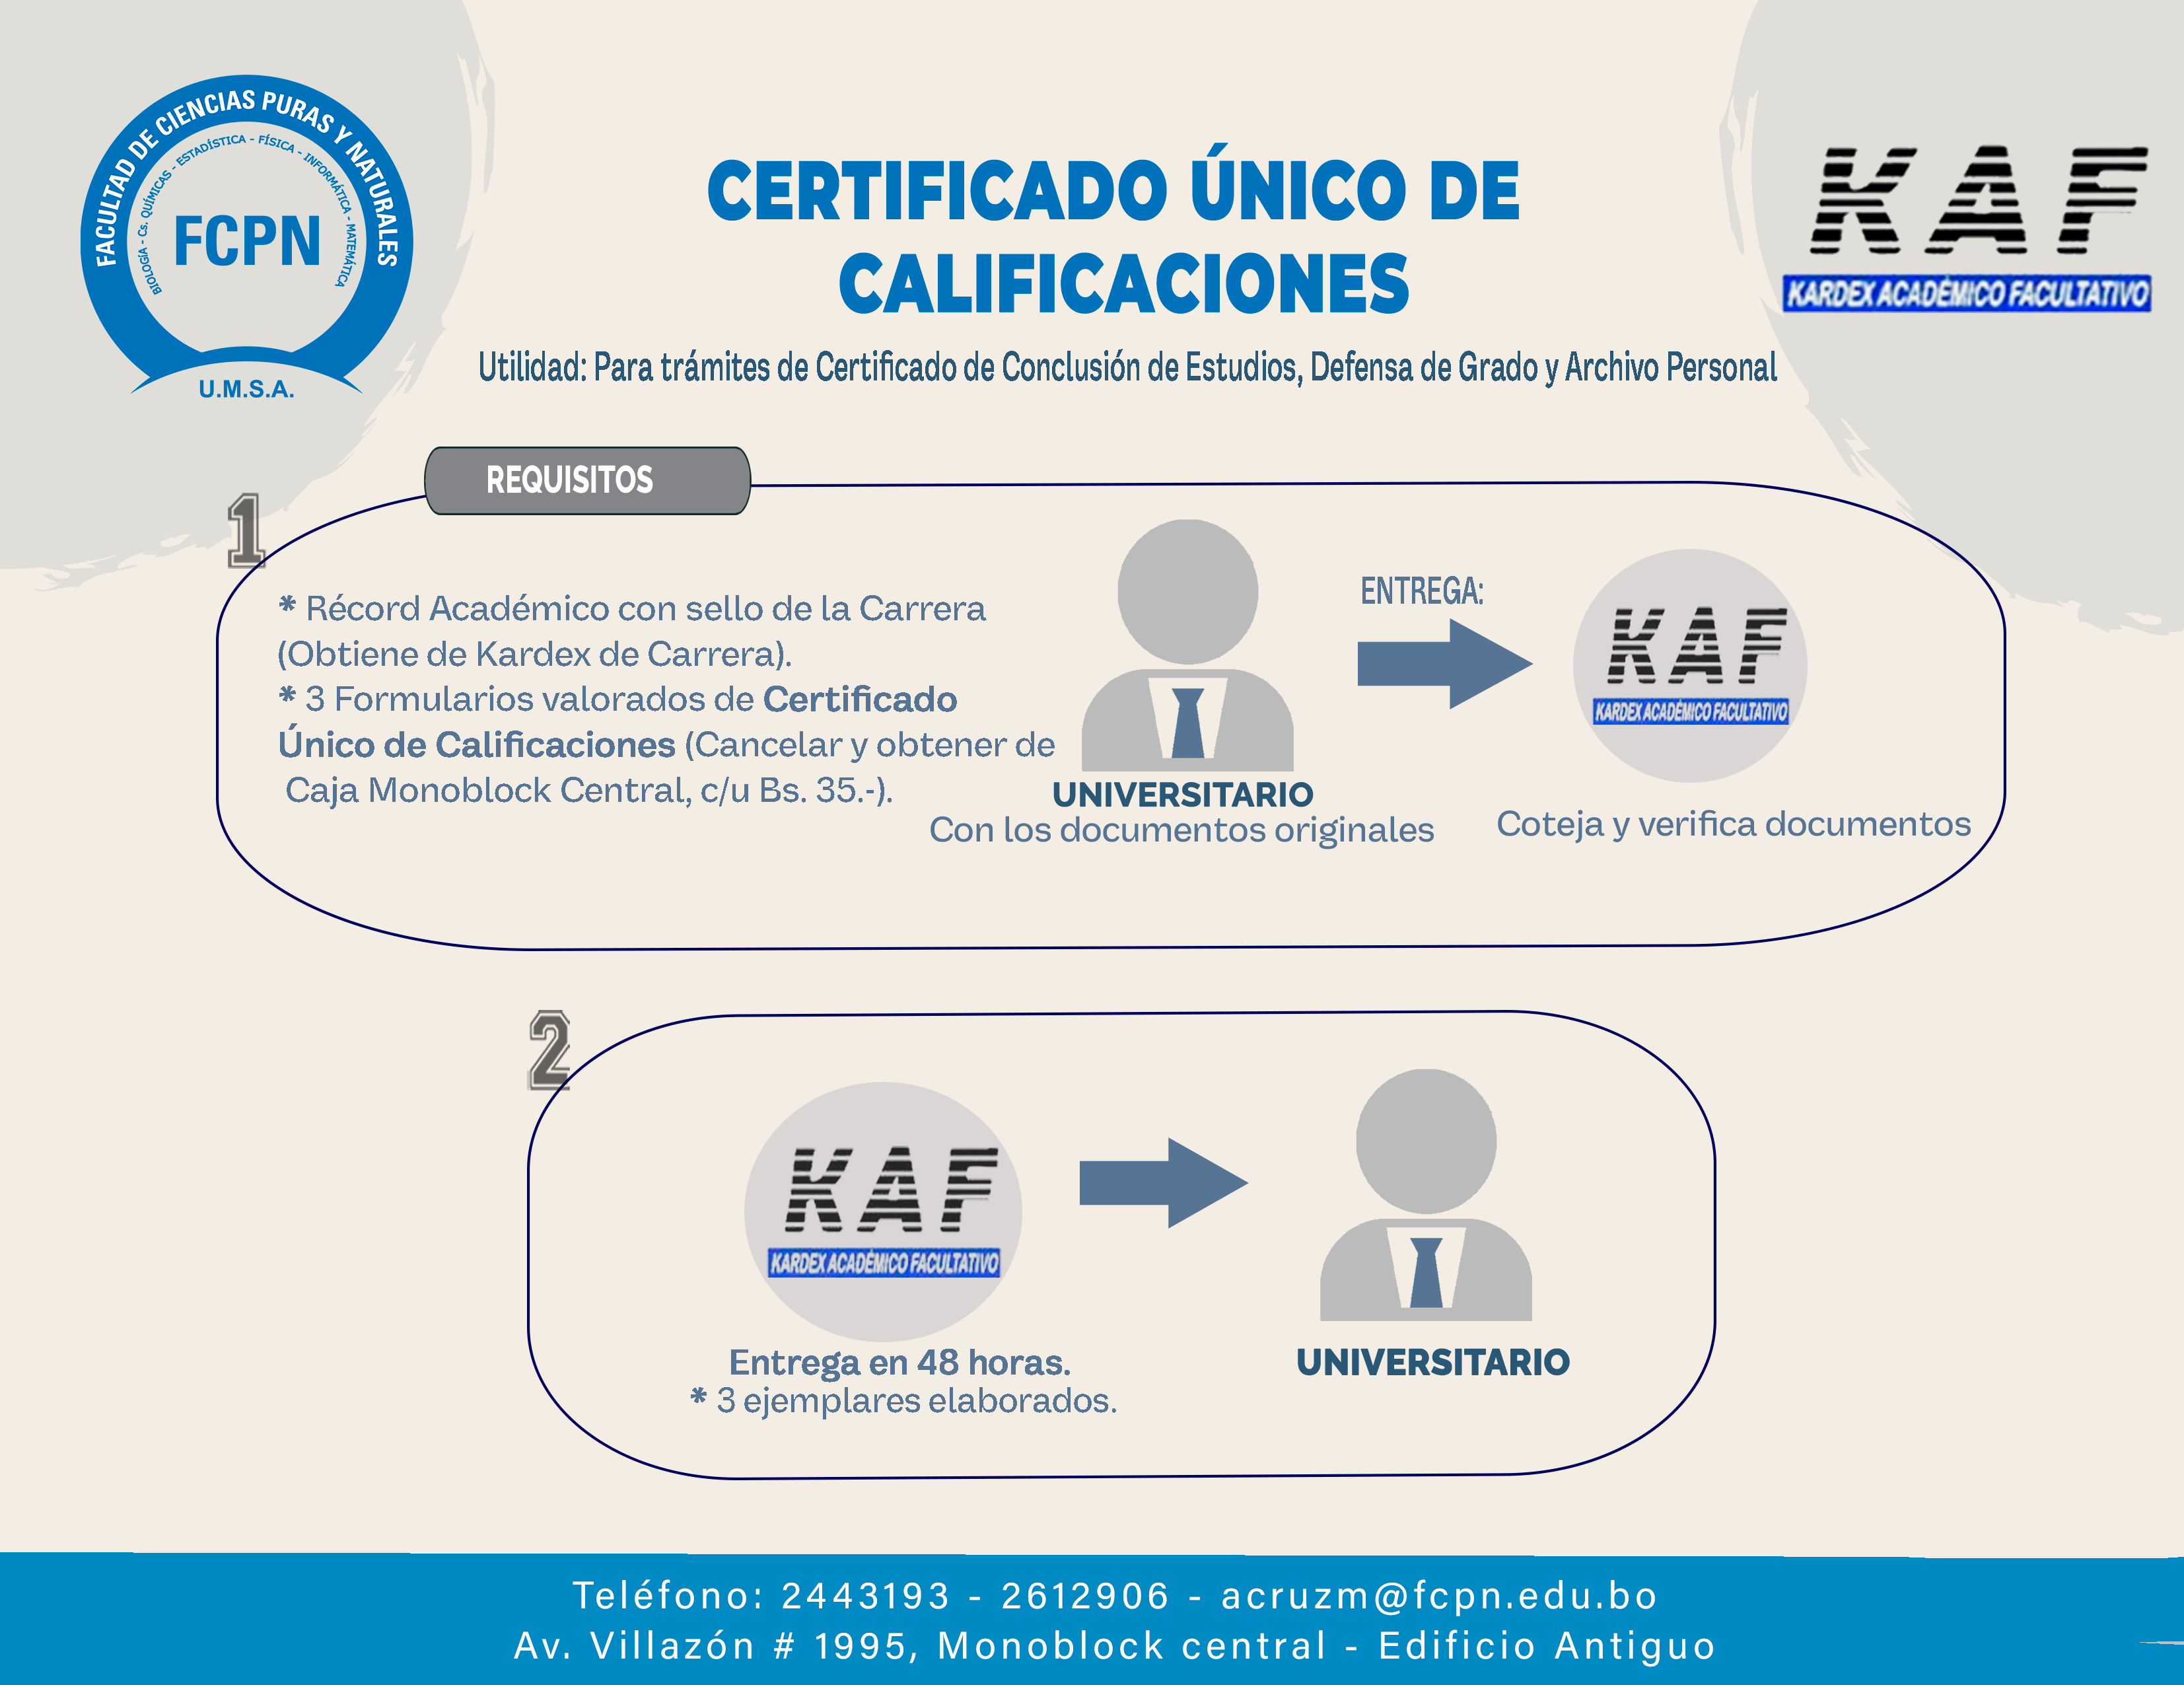 FACULTAD DE CIENCIAS PURAS Y NATURALES
BIOLOGÍA - Cs. QUÍMICAS - ESTADÍSTICA - FÍSICA - INFORMÁTICA - MATEMÁTICA
FCPN
U.M.S.A.
CERTIFICADO ÚNICO DE
CALIFICACIONES
KAF
KARDEX ACADÉMICO FACULTATIVO
Utilidad: Para trámites de Certificado de Conclusión de Estudios, Defensa de Grado y Archivo Personal
REQUISITOS
1
* Récord Académico con sello de la Carrera
(Obtiene de Kardex de Carrera).
* 3 Formularios valorados de Certificado
Único de Calificaciones (Cancelar y obtener de
Caja Monoblock Central, c/u Bs. 35.-).
UNIVERSITARIO
Con los documentos originales
ENTREGA:
KAF
KARDEX ACADÉMICO FACULTATIVO
Coteja y verifica documentos
2
KAF
KARDEX ACADÉMICO FACULTATIVO
Entrega en 48 horas.
* 3 ejemplares elaborados.
UNIVERSITARIO
Teléfono: 2443193 - 2612906 - acruzm@fcpn.edu.bo
Av. Villazón # 1995, Monoblock central - Edificio Antiguo